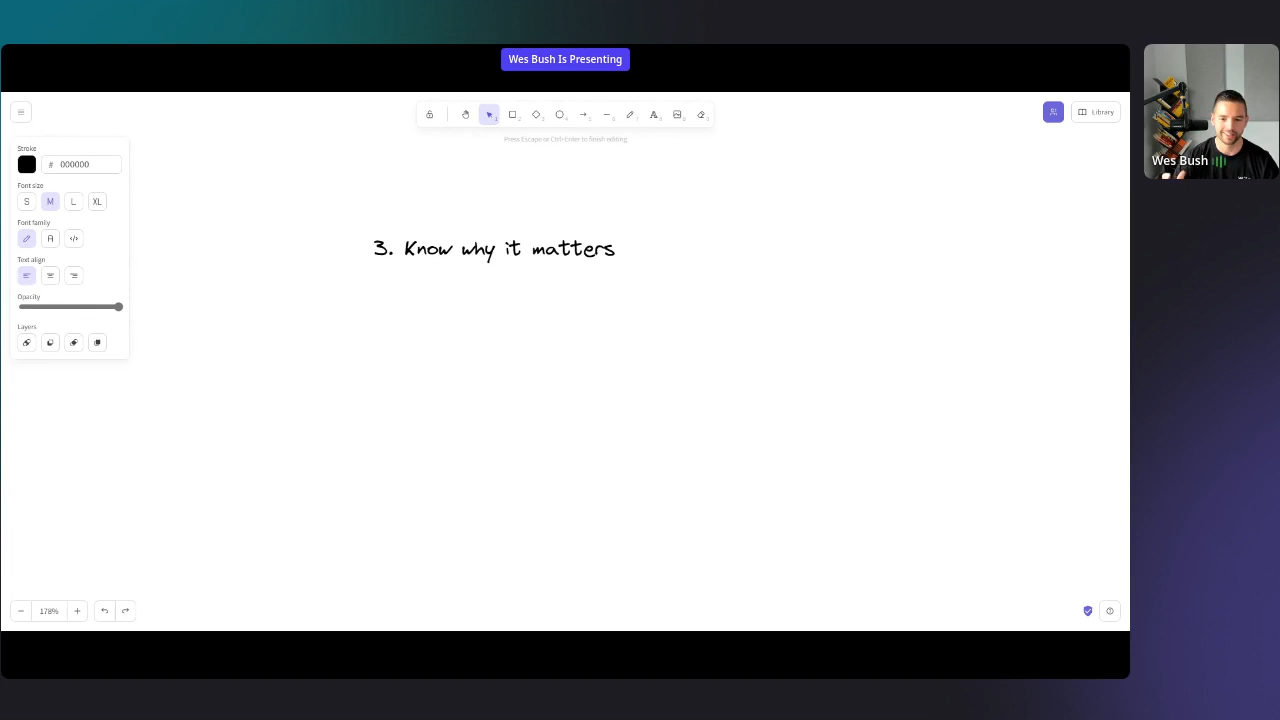 Wes Bush Is Presenting
Library
Press Escape or Ctrl+Enter to finish editing
Stroke
# 000000
Font size
S M L XL
Font family
Text align
Opacity
Layers
3. Know why it matters
Wes Bush
178%